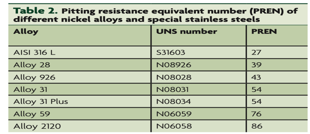 Table 2. Pitting resistance equivalent number (PREN) of
different nickel alloys and special stainless steels
Alloy UNS number PREN
AISI 316 L S31603 27
Alloy 28 N08926 39
Alloy 926 N08028 43
Alloy 31 N08031 54
Alloy 31 Plus N08034 54
Alloy 59 N06059 76
Alloy 2120 N06058 86